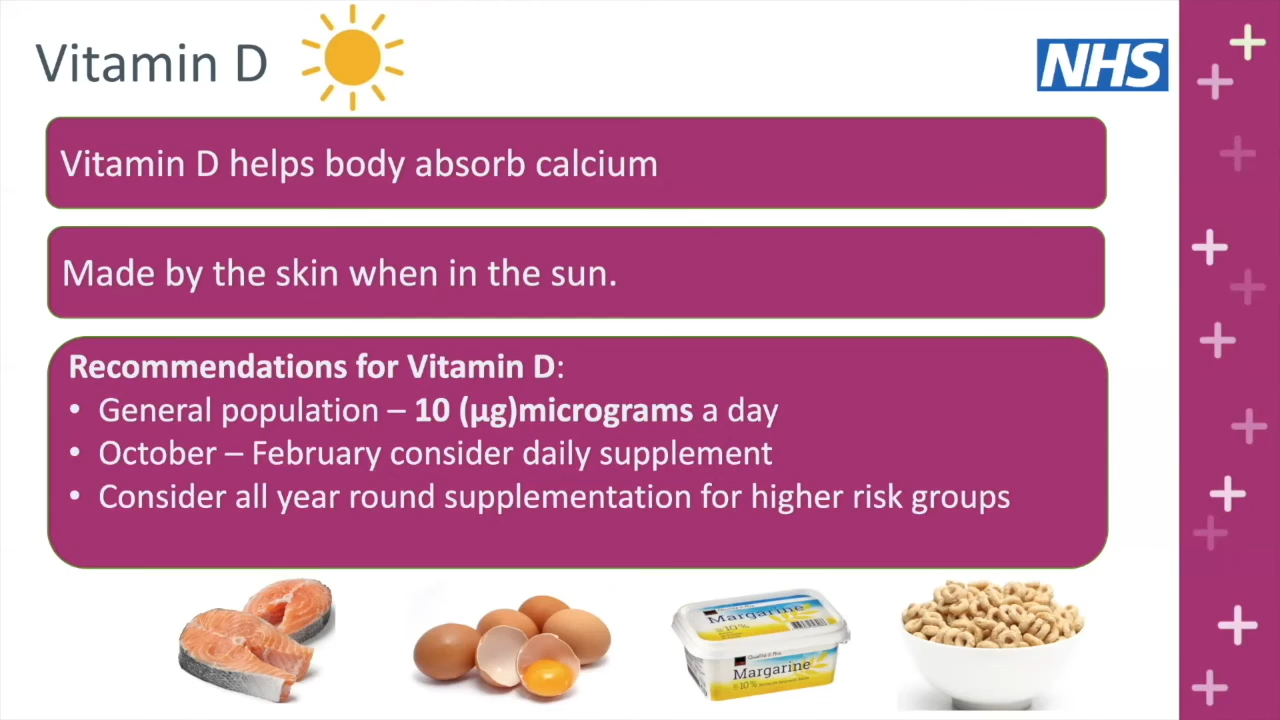 Vitamin D
NHS
Vitamin D helps body absorb calcium
Made by the skin when in the sun.
Recommendations for Vitamin D:
• General population – 10 (µg)micrograms a day
• October – February consider daily supplement
• Consider all year round supplementation for higher risk groups
Margarine
10%
Margarine
10%